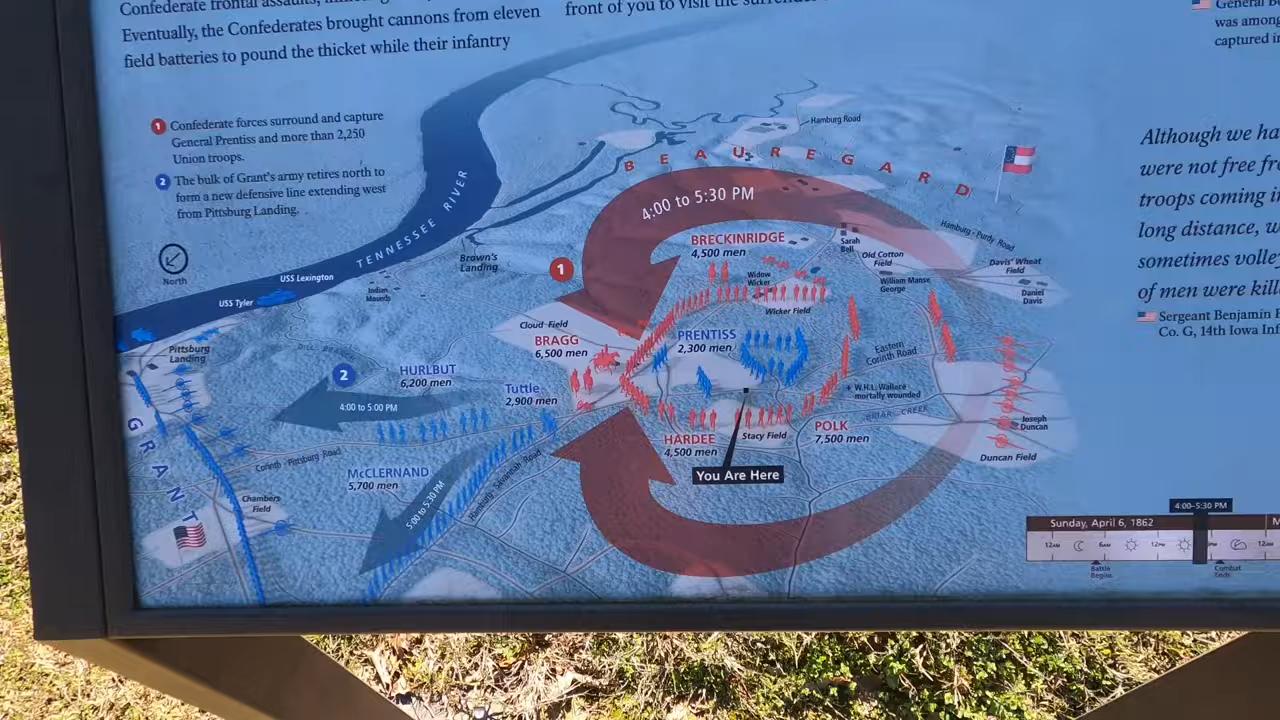 Confederate frontal assaults,
Eventually, the Confederates brought cannons from eleven
field batteries to pound the thicket while their infantry
front of you to visit the
General
was among
captured in
1 Confederate forces surround and capture
General Prentiss and more than 2,250
Union troops.
2 The bulk of Grant's army retires north to
form a new defensive line extending west
from Pittsburg Landing.
North
TENNESSEE RIVER
USS Lexington
USS Tyler
Pittsburg
Landing
Indian
Mounds
Brown's
Landing
Hamburg Road
BEAUREGARD
4:00 to 5:30 PM
1
BRECKINRIDGE
4,500 men
Sarah
Bell
Old Cotton
Field
Hamburg-Purdy Road
Davis' Wheat
Field
Daniel
Davis
William Manse
George
Widow
Wicker
Wicker Field
Cloud Field
BRAGG
6,500 men
PRENTISS
2,300 men
Eastern
Corinth Road
W.H.L. Wallace
mortally wounded
BRIAR CREEK
Joseph
Duncan
Duncan Field
2
HURLBUT
6,200 men
4:00 to 5:00 PM
Tuttle
2,900 men
HARDEE
4,500 men
Stacy Field
POLK
7,500 men
You Are Here
GRANT
Corinth-Pittsburg Road
McCLERNAND
5,700 men
5:00 to 5:30 PM
Hamburg-Savannah Road
Chambers
Field
Although we ha
were not free
troops coming
long distance, w
sometimes volle
of men were kill
Sergeant Benjamin
Co. G, 14th Iowa Inf
4:00–5:30 PM
Sunday, April 6, 1862
M
12AM 6AM 12PM 12AM
Battle
Begins
Combat
Ends